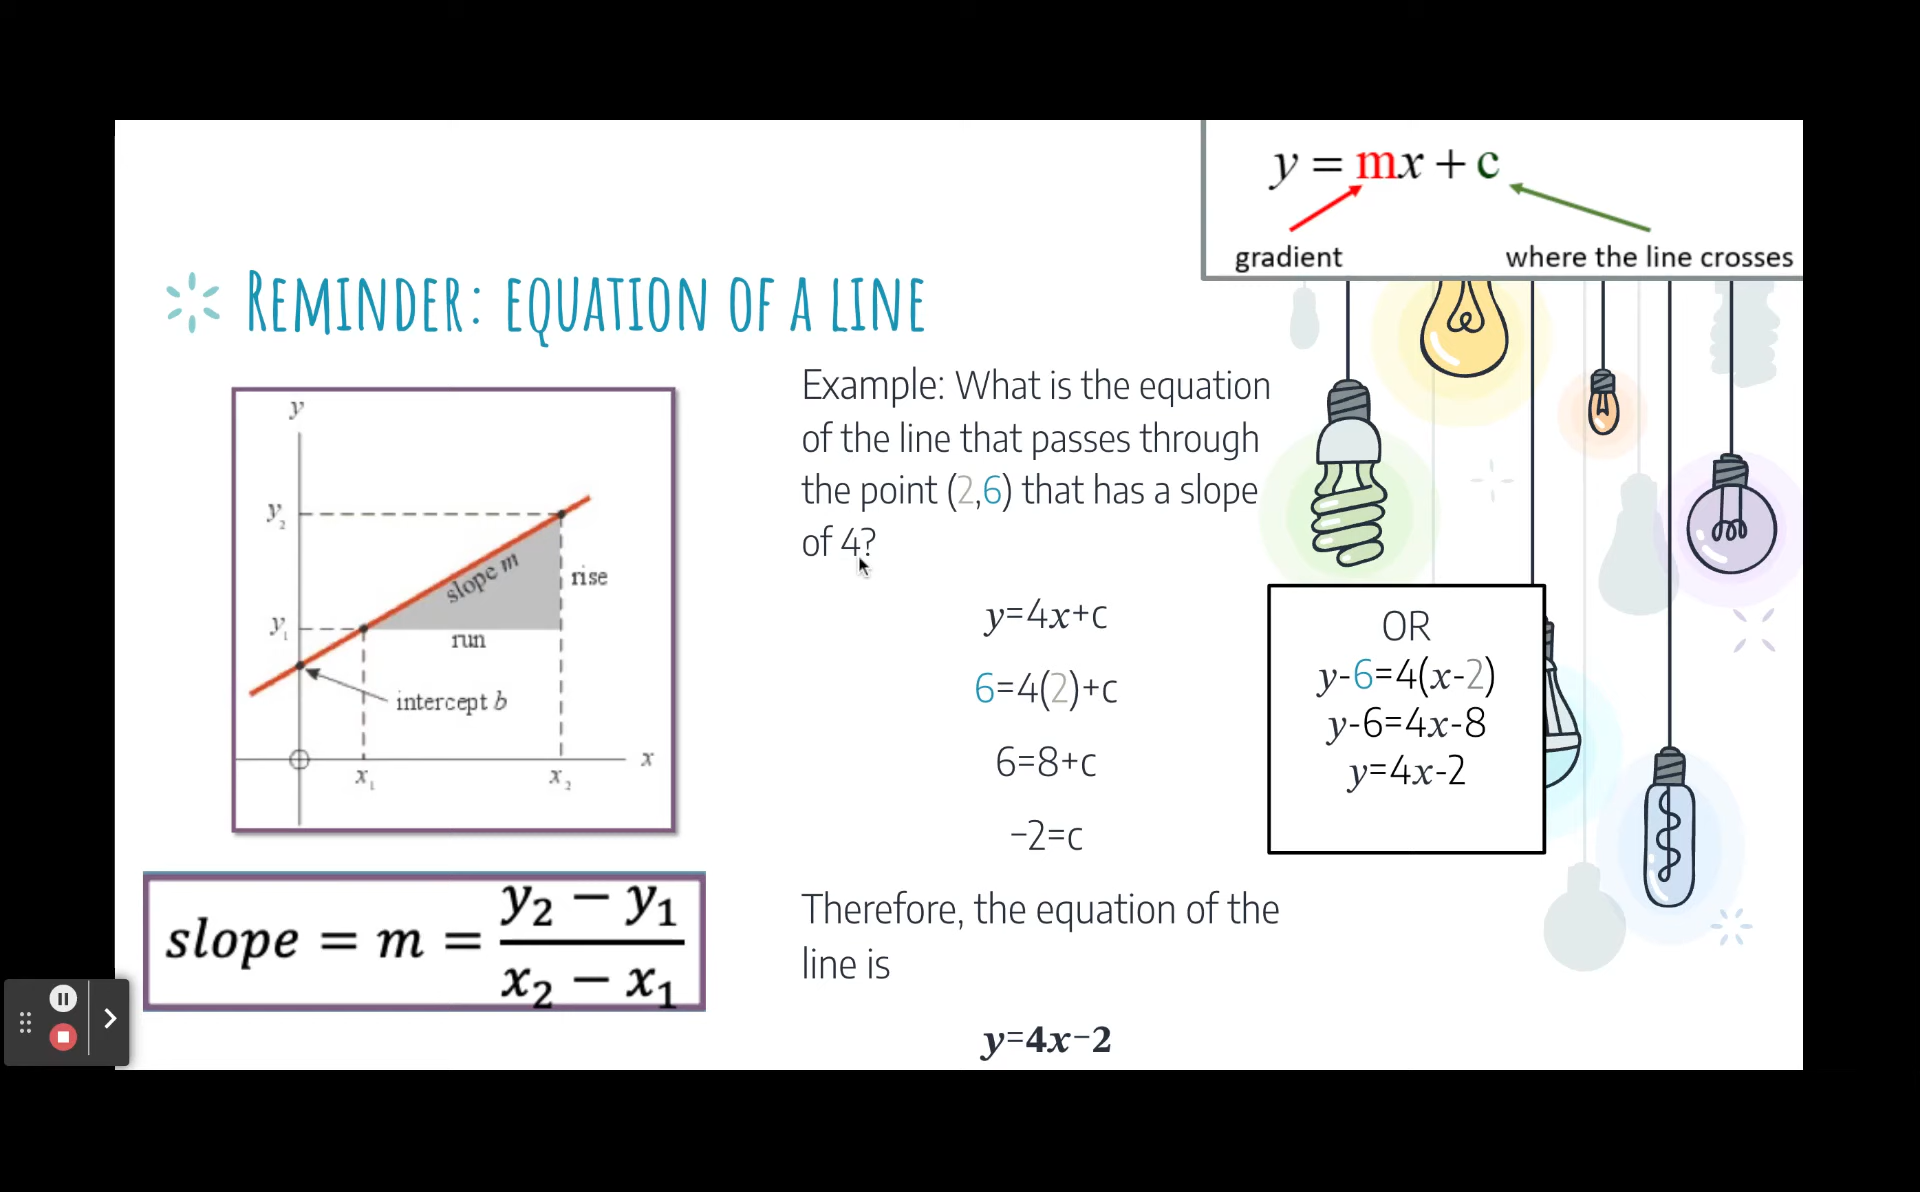 y = mx + c
gradient
where the line crosses
REMINDER: EQUATION OF A LINE
y
y₂
y₁
slope m
rise
run
intercept b
x₁
x₂
x
slope = m = (y₂ − y₁)/(x₂ − x₁)
Example: What is the equation
of the line that passes through
the point (2,6) that has a slope
of 4?
y=4x+c
6=4(2)+c
6=8+c
−2=c
Therefore, the equation of the
line is
y=4x−2
OR
y-6=4(x-2)
y-6=4x-8
y=4x-2